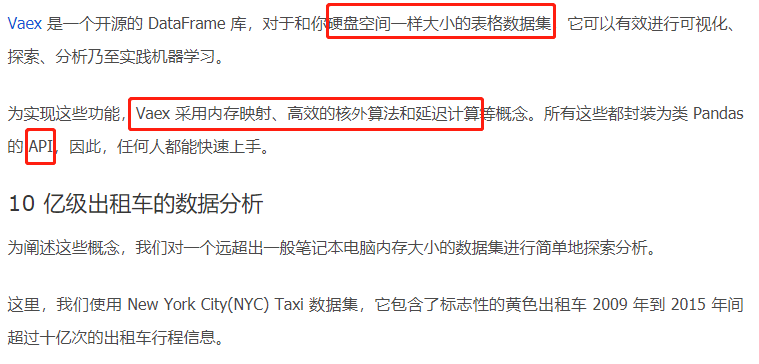 Vaex 是一个开源的 DataFrame 库，对于和你硬盘空间一样大小的表格数据集，它可以有效进行可视化、
探索、分析乃至实践机器学习。
为实现这些功能，Vaex 采用内存映射、高效的核外算法和延迟计算等概念。所有这些都封装为类 Pandas
的 API，因此，任何人都能快速上手。
10 亿级出租车的数据分析
为阐述这些概念，我们对一个远超出一般笔记本电脑内存大小的数据集进行简单地探索分析。
这里，我们使用 New York City(NYC) Taxi 数据集，它包含了标志性的黄色出租车 2009 年到 2015 年间
超过十亿次的出租车行程信息。